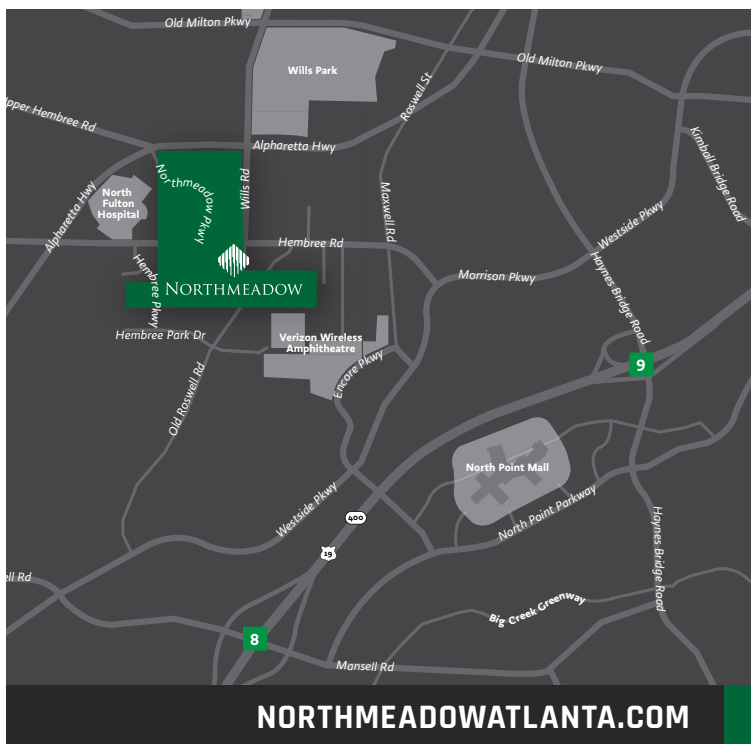 Old Milton Pkwy
Wills Park
Old Milton Pkwy
Roswell St
Upper Hembree Rd
Alpharetta Hwy
Kimball Bridge Road
Northmeadow Pkwy
Wills Rd
North
Fulton
Hospital
Alpharetta Hwy
Maxwell Rd
Westside Pkwy
Hembree Rd
Haynes Bridge Road
Morrison Pkwy
Hembree Pkwy
NORTHMEADOW
Hembree Park Dr
Verizon Wireless
Amphitheatre
Encore Pkwy
9
Old Roswell Rd
North Point Mall
Westside Pkwy
North Point Parkway
400
19
Haynes Bridge Road
ell Rd
Big Creek Greenway
8
Mansell Rd
NORTHMEADOWATLANTA.COM